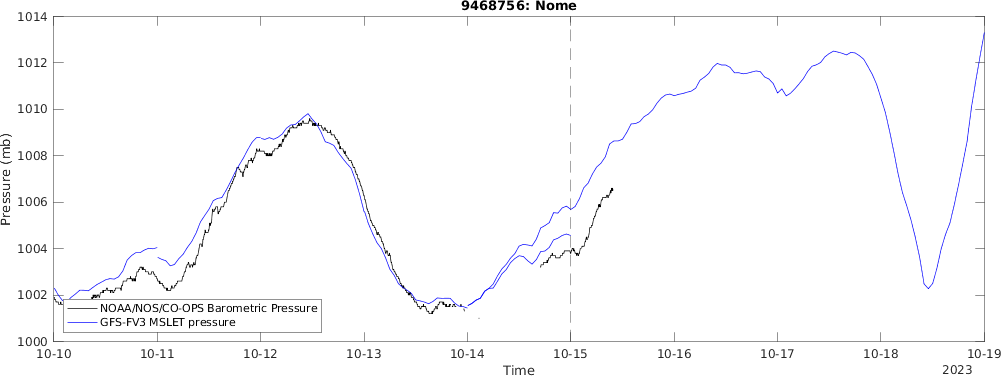 9468756: Nome
1014
1012
1010
1008
1006
1004
1002
1000
Pressure (mb)
NOAA/NOS/CO-OPS Barometric Pressure
GFS-FV3 MSLET pressure
10-10 10-11 10-12 10-13 10-14 10-15 10-16 10-17 10-18 10-19
Time
2023